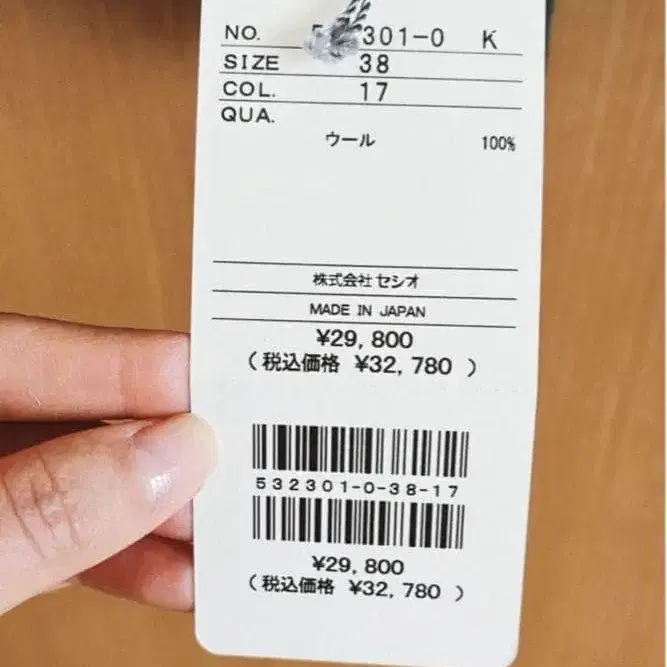 NO. 532301-0 K
SIZE 38
COL. 17
QUA.
ウール 100%
株式会社セシオ
MADE IN JAPAN
¥29,800
(税込価格 ¥32,780 )
532301-0-38-17
¥29,800
(税込価格 ¥32,780 )